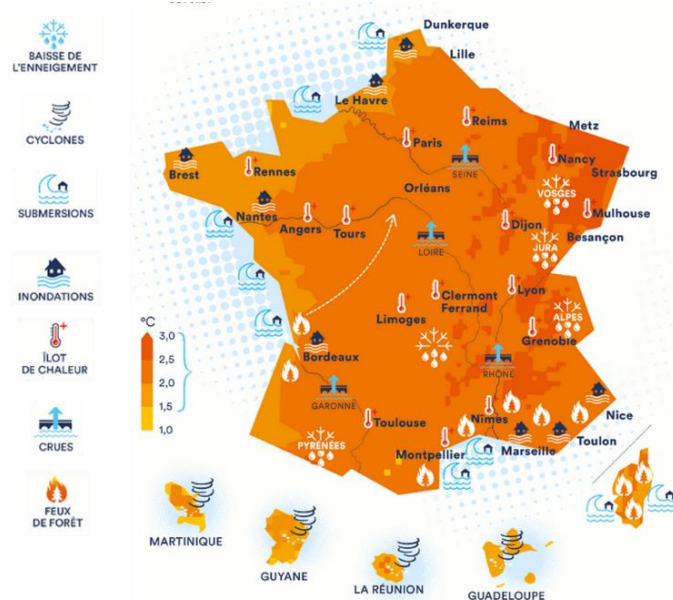 BAISSE DE
L'ENNEIGEMENT
CYCLONES
SUBMERSIONS
INONDATIONS
ÎLOT
DE CHALEUR
CRUES
FEUX
DE FORÊT
°C
3,0
2,5
2,0
1,5
1,0
Dunkerque
Lille
Le Havre
Reims
Metz
Paris
Nancy
Strasbourg
SEINE
Brest
Rennes
VOSGES
Orléans
Nantes
Angers
Tours
Mulhouse
Dijon
Besançon
JURA
LOIRE
Clermont
Ferrand
Lyon
Limoges
ALPES
Grenoble
Bordeaux
RHÔNE
GARONNE
Nice
Toulouse
Nîmes
Toulon
PYRÉNÉES
Montpellier
Marseille
MARTINIQUE
GUYANE
LA RÉUNION
GUADELOUPE